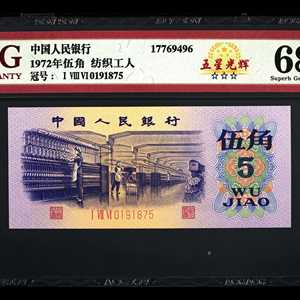 G
ANTY
中国人民银行
17769496
1972年伍角 纺织工人
冠号： I VIII VI 0191875
五星光辉
☆☆☆
68
Superb G
中国人民银行
伍角
5
WU
JIAO
I VIII VI 0191875